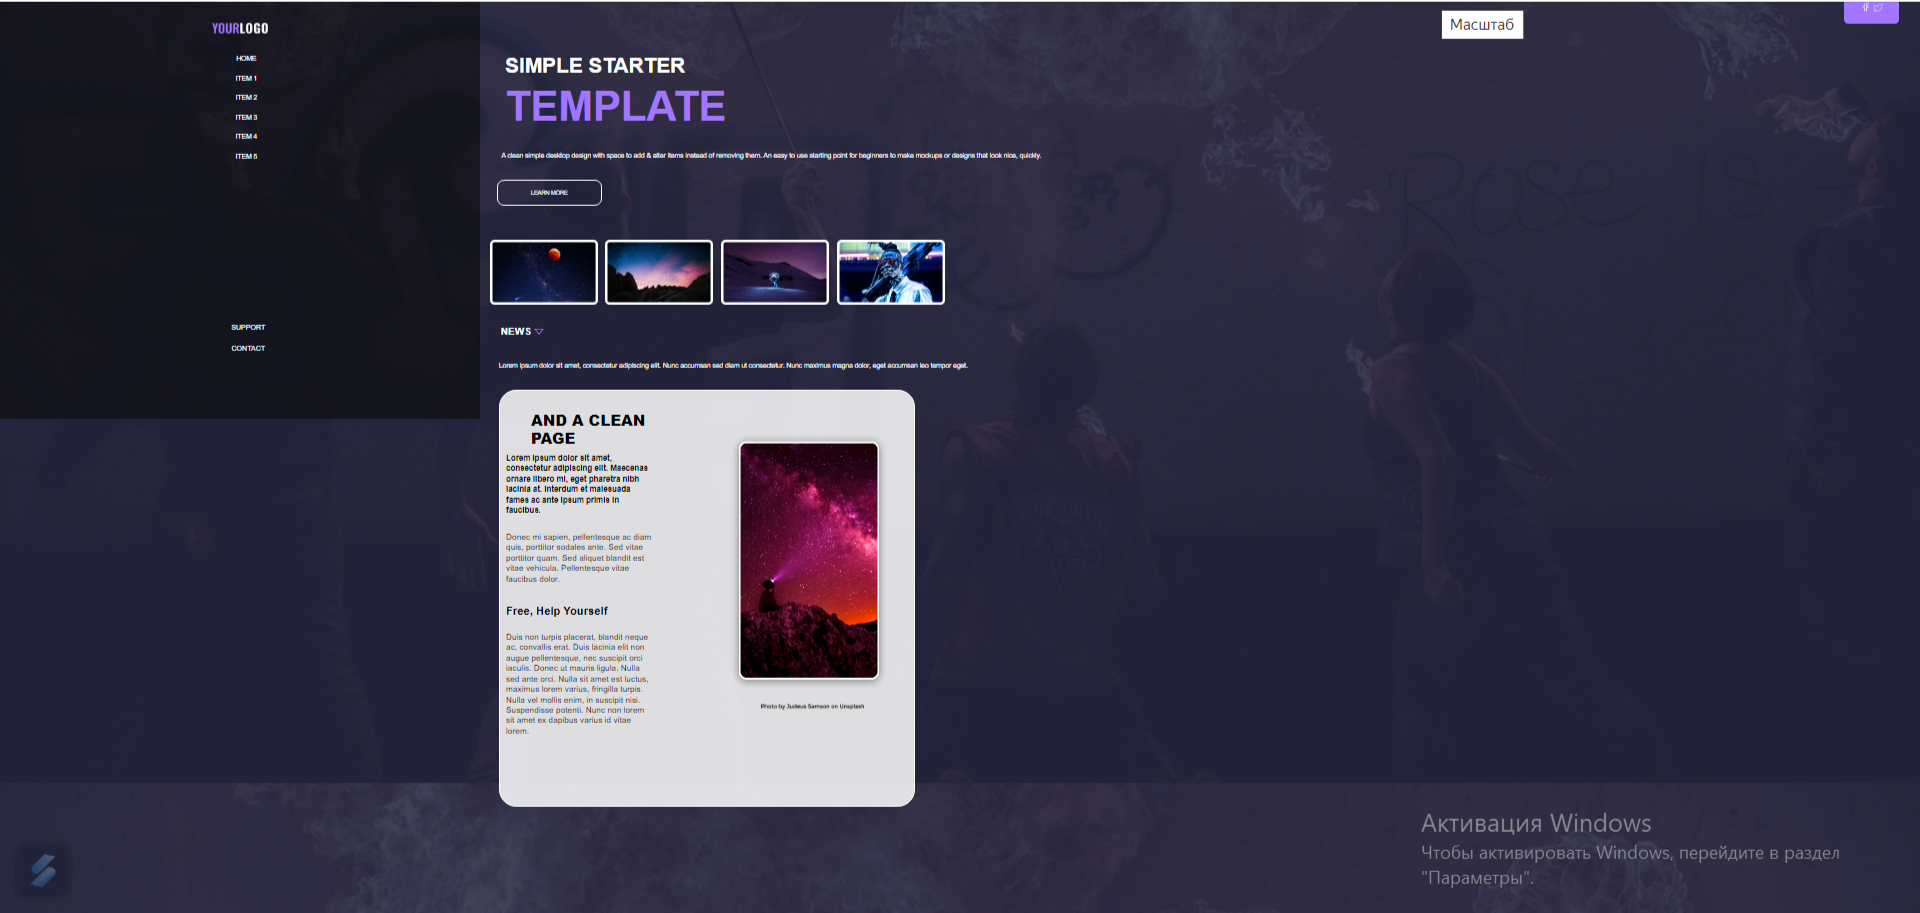 YOURLOGO
HOME
ITEM 1
ITEM 2
ITEM 3
ITEM 4
ITEM 5
SUPPORT
CONTACT
Масштаб
SIMPLE STARTER
TEMPLATE
A clean simple desktop design with space to add & alter items instead of removing them. An easy to use starting point for beginners to make mockups or designs that look nice, quickly.
LEARN MORE
NEWS
Lorem ipsum dolor sit amet, consectetur adipiscing elit. Nunc accumsan sed diam ut consectetur. Nunc maximus magna dolor, eget accumsan leo tempor eget.
AND A CLEAN
PAGE
Lorem ipsum dolor sit amet,
consectetur adipiscing elit. Maecenas
ornare libero mi, eget pharetra nibh
lacinia at. Interdum et malesuada
fames ac ante ipsum primis in
faucibus.
Donec mi sapien, pellentesque ac diam
quis, porttitor sodales ante. Sed vitae
porttitor quam. Sed aliquet blandit est
vitae vehicula. Pellentesque vitae
faucibus dolor.
Free, Help Yourself
Duis non turpis placerat, blandit neque
ac, convallis erat. Duis lacinia elit non
augue pellentesque, nec suscipit orci
iaculis. Donec ut mauris ligula. Nulla
sed ante orci. Nulla sit amet est luctus,
maximus lorem varius, fringilla turpis.
Nulla vel mollis enim, in suscipit nisi.
Suspendisse potenti. Nunc non lorem
sit amet ex dapibus varius id vitae
lorem.
Photo by Judeus Samson on Unsplash
Rose is
Активация Windows
Чтобы активировать Windows, перейдите в раздел
"Параметры".